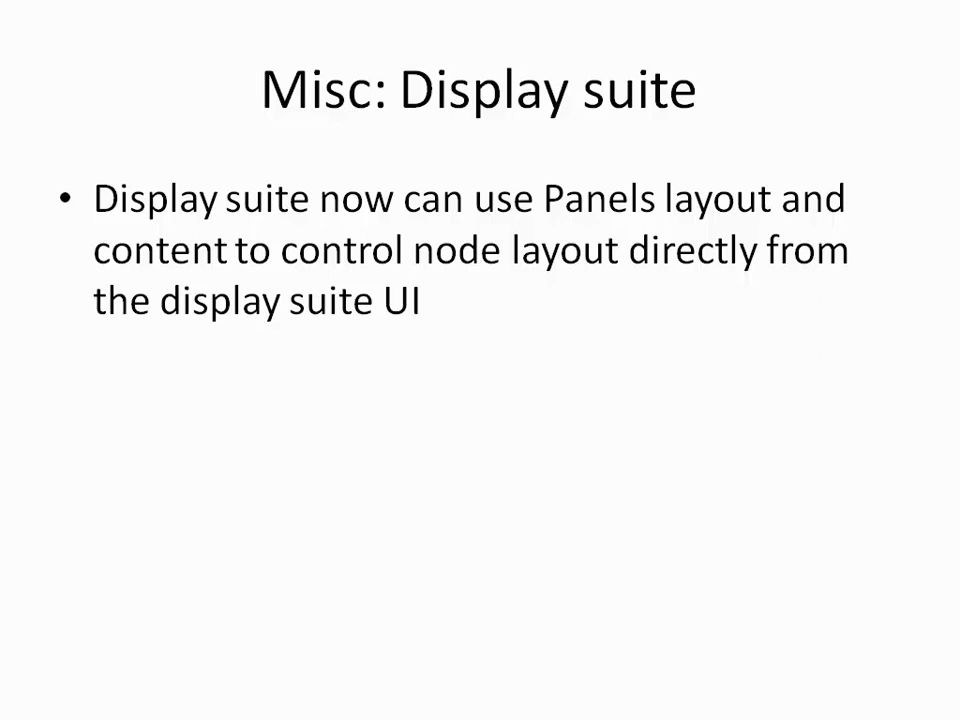 Misc: Display suite
• Display suite now can use Panels layout and
content to control node layout directly from
the display suite UI